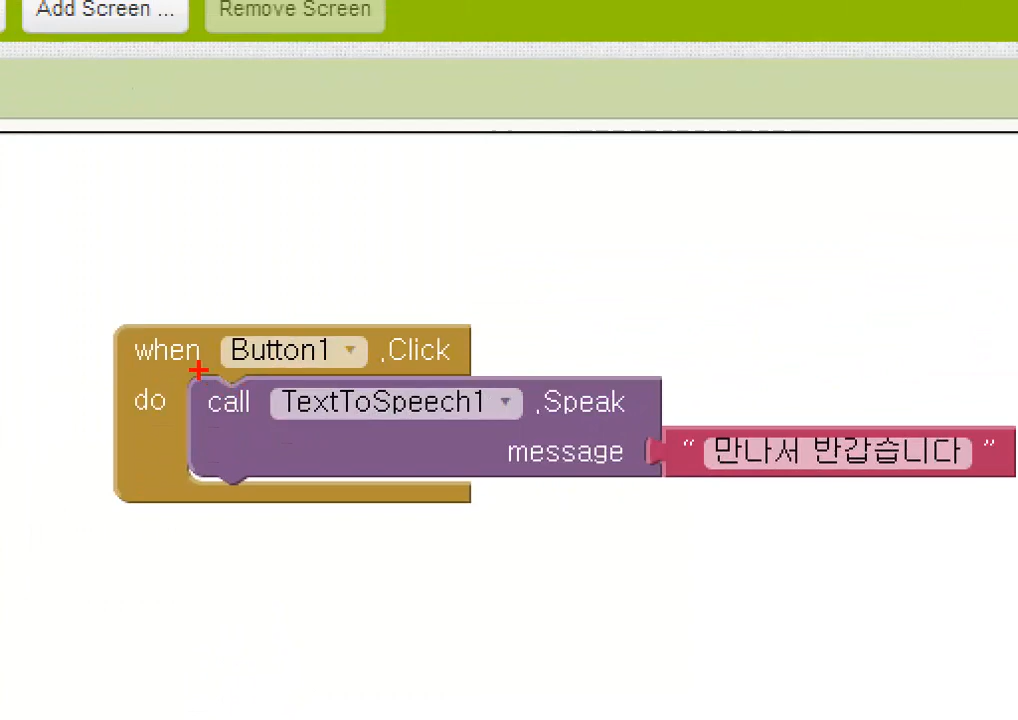 Add Screen ...
Remove Screen
when Button1 .Click
do call TextToSpeech1 .Speak
message “ 만나서 반갑습니다 ”